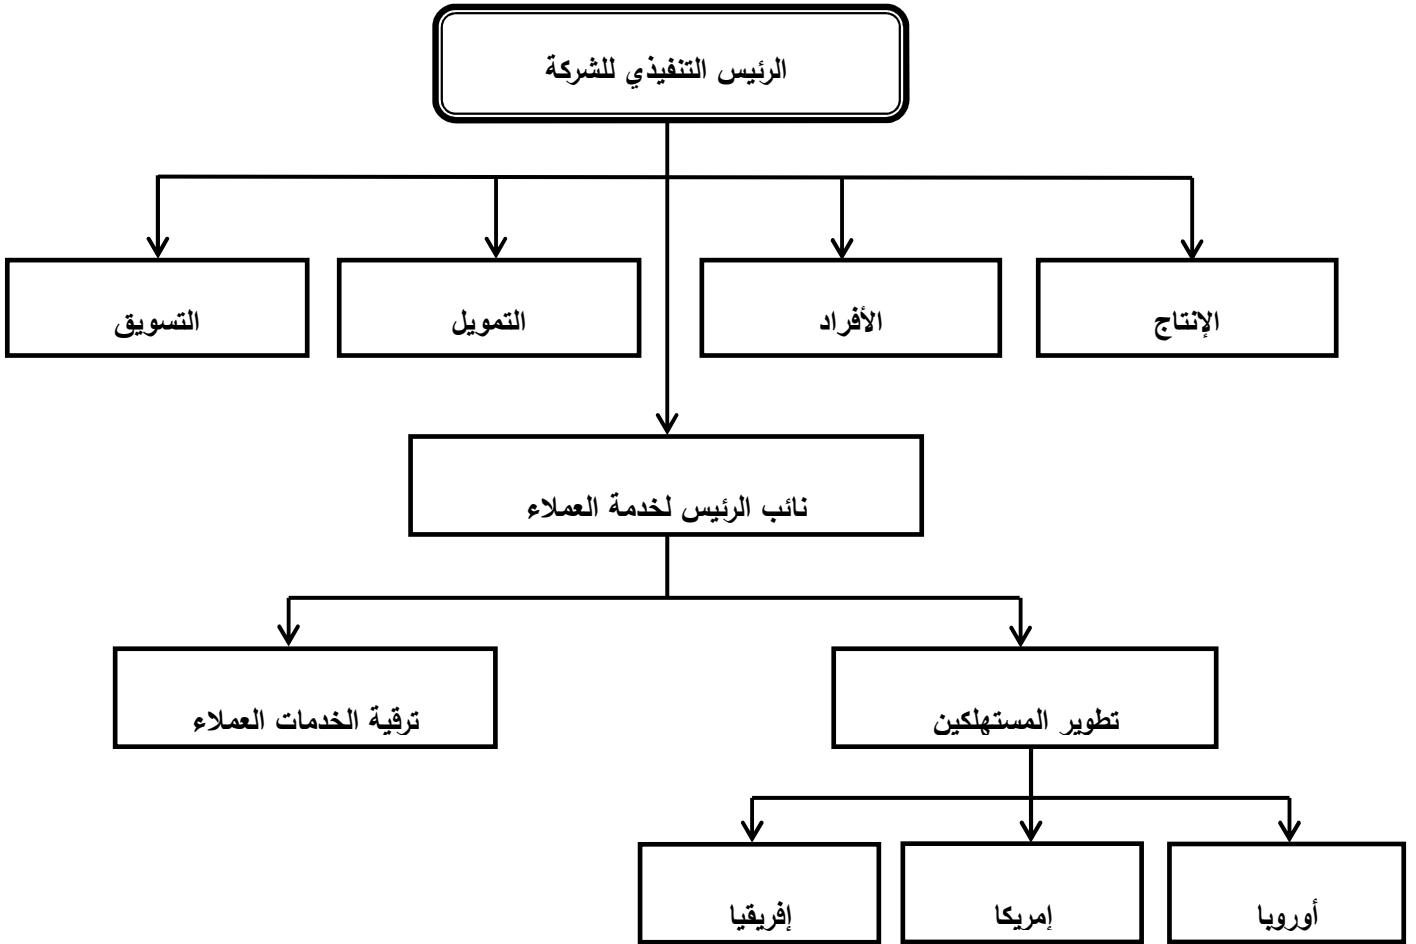 الرئيس التنفيذي للشركة
الإنتاج
الأفراد
التمويل
التسويق
نائب الرئيس لخدمة العملاء
تطوير المستهلكين
ترقية الخدمات العملاء
أوروبا
إمريكا
إفريقيا